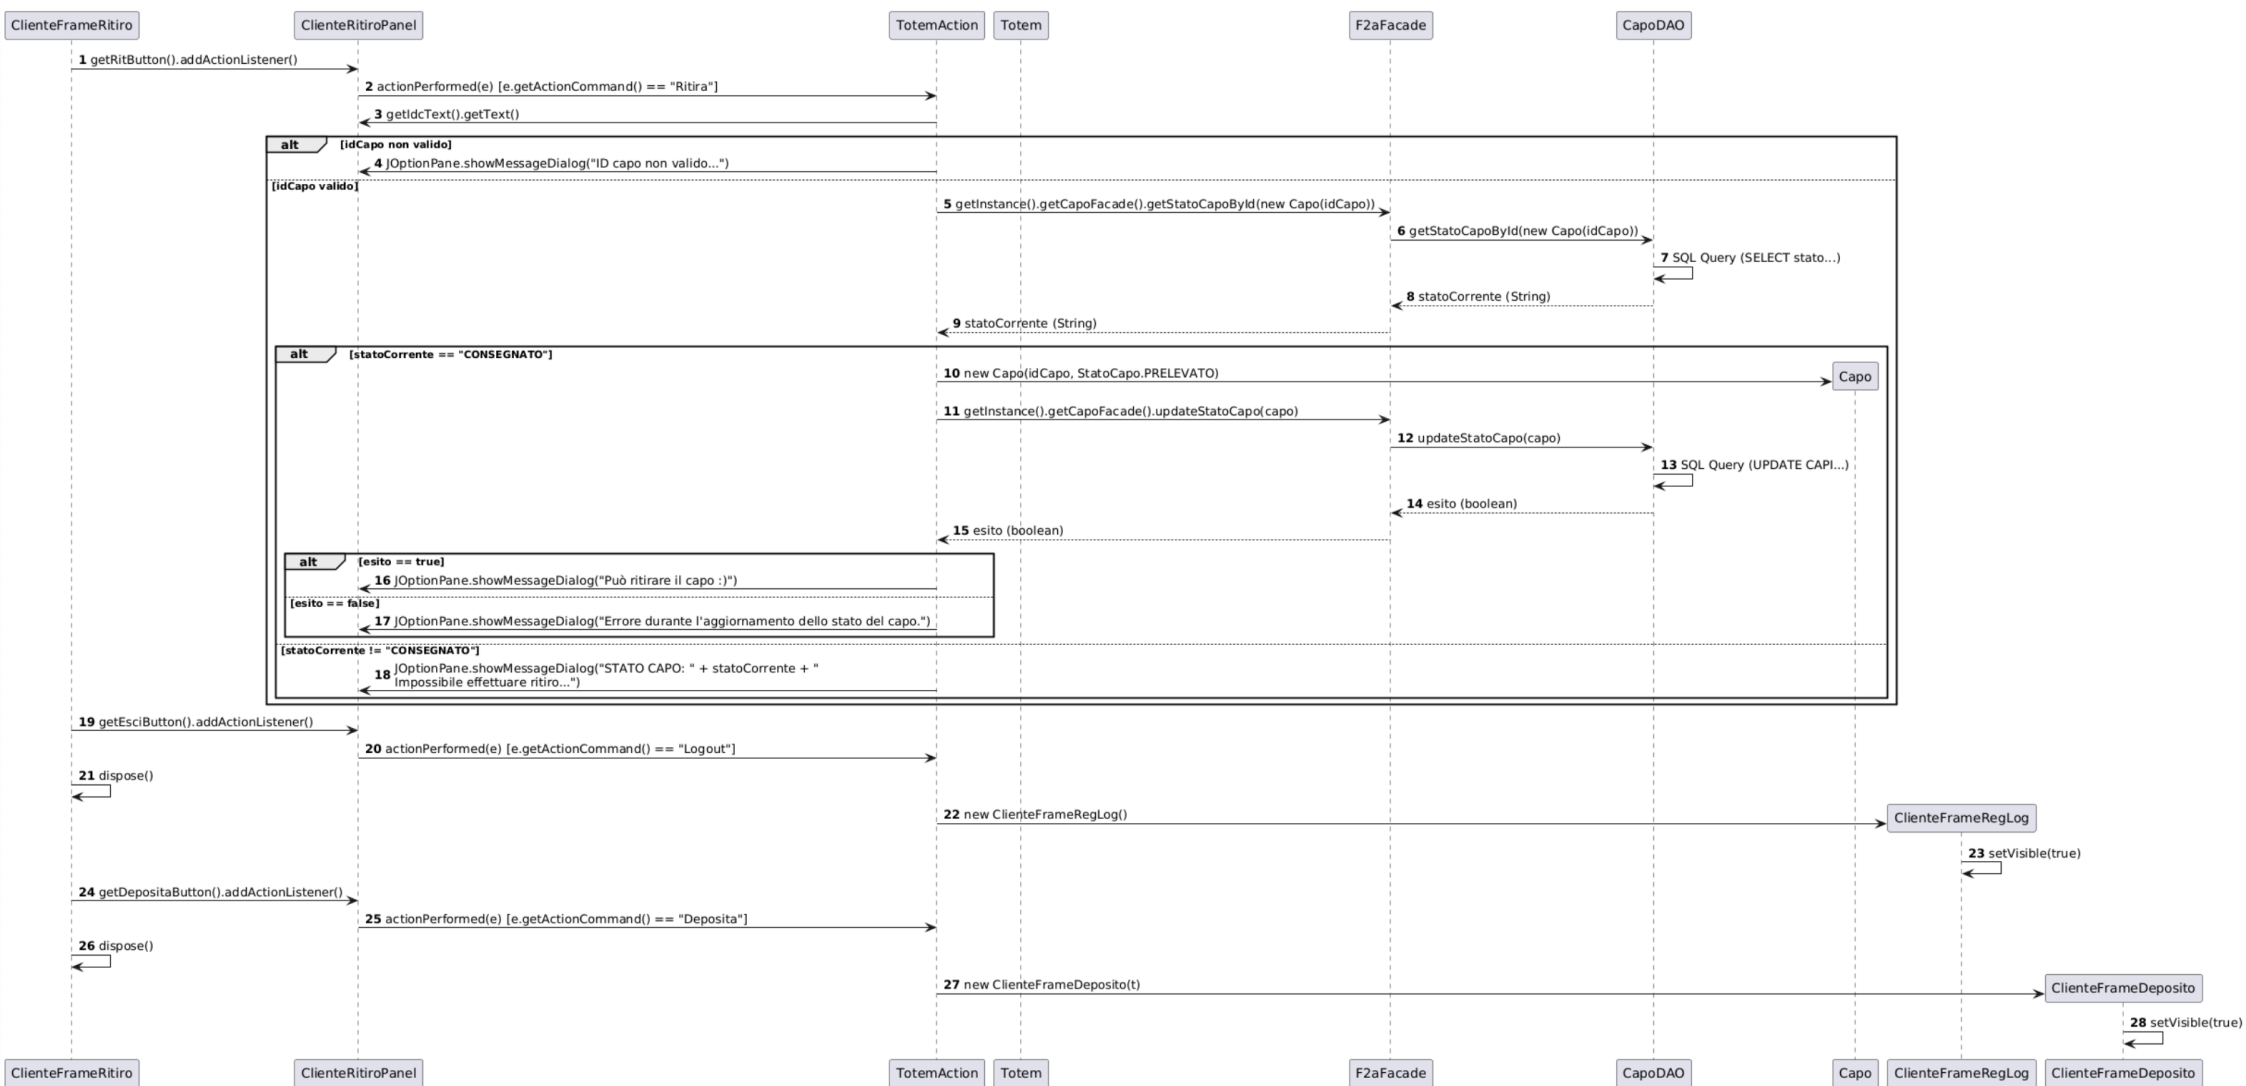 ClienteFrameRitiro ClienteRitiroPanel TotemAction Totem F2aFacade CapoDAO
1 getRitButton().addActionListener()
2 actionPerformed(e) [e.getActionCommand() == "Ritira"]
3 getIdcText().getText()
alt [idCapo non valido]
4 JOptionPane.showMessageDialog("ID capo non valido...")
[idCapo valido]
5 getInstance().getCapoFacade().getStatoCapoById(new Capo(idCapo))
6 getStatoCapoById(new Capo(idCapo))
7 SQL Query (SELECT stato...)
8 statoCorrente (String)
9 statoCorrente (String)
alt [statoCorrente == "CONSEGNATO"]
10 new Capo(idCapo, StatoCapo.PRELEVATO) Capo
11 getInstance().getCapoFacade().updateStatoCapo(capo)
12 updateStatoCapo(capo)
13 SQL Query (UPDATE CAPI...)
14 esito (boolean)
15 esito (boolean)
alt [esito == true]
16 JOptionPane.showMessageDialog("Può ritirare il capo :)")
[esito == false]
17 JOptionPane.showMessageDialog("Errore durante l'aggiornamento dello stato del capo.")
[statoCorrente != "CONSEGNATO"]
18 JOptionPane.showMessageDialog("STATO CAPO: " + statoCorrente + "
Impossibile effettuare ritiro...")
19 getEsciButton().addActionListener()
20 actionPerformed(e) [e.getActionCommand() == "Logout"]
21 dispose()
22 new ClienteFrameRegLog() ClienteFrameRegLog
23 setVisible(true)
24 getDepositaButton().addActionListener()
25 actionPerformed(e) [e.getActionCommand() == "Deposita"]
26 dispose()
27 new ClienteFrameDeposito(t) ClienteFrameDeposito
28 setVisible(true)
ClienteFrameRitiro ClienteRitiroPanel TotemAction Totem F2aFacade CapoDAO Capo ClienteFrameRegLog ClienteFrameDeposito